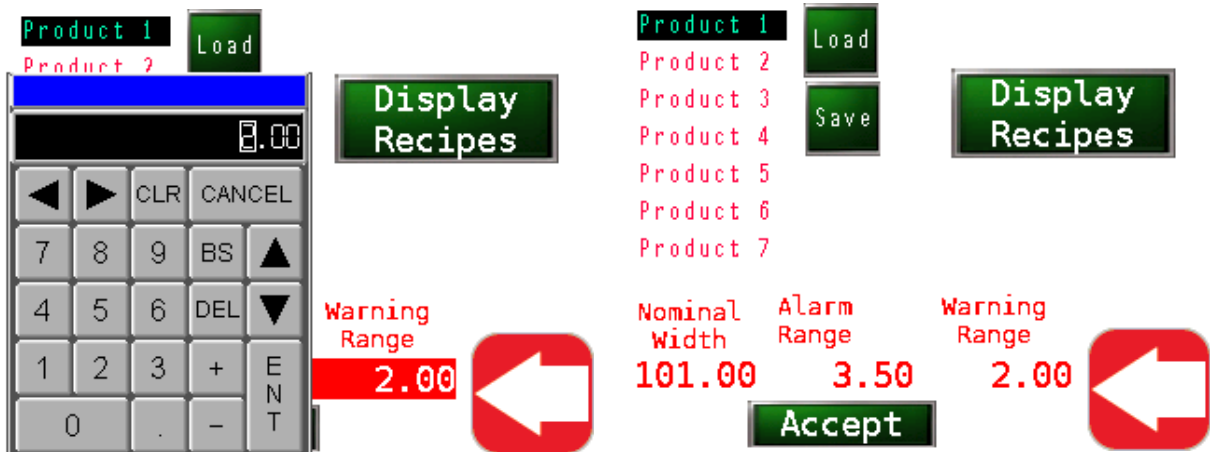 Product 1
Load
Product 2
Display
Recipes
CLR
CANCEL
7 8 9 BS
4 5 6 DEL
1 2 3 +
ENT
0 . −
Warning
Range
2.00
Product 1
Product 2
Product 3
Product 4
Product 5
Product 6
Product 7
Load
Save
Display
Recipes
Nominal
Width
101.00
Alarm
Range
3.50
Warning
Range
2.00
Accept